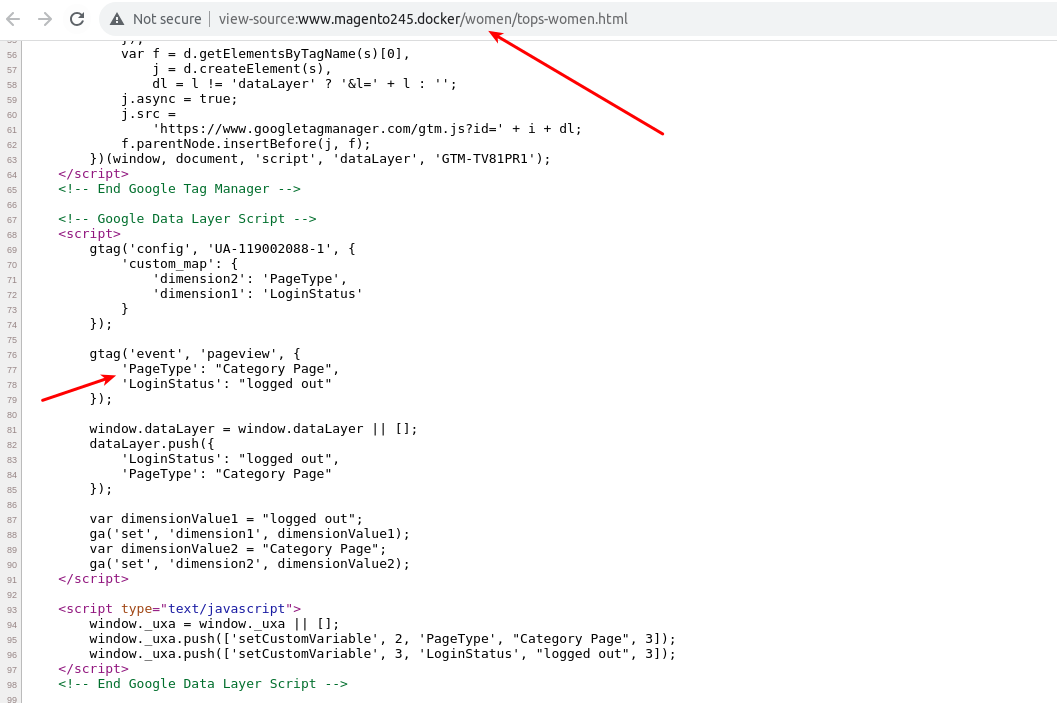 Not secure | view-source:www.magento245.docker/women/tops-women.html
56 var f = d.getElementsByTagName(s)[0],
57 j = d.createElement(s),
58 dl = l != 'dataLayer' ? '&l=' + l : '';
59 j.async = true;
60 j.src =
61 'https://www.googletagmanager.com/gtm.js?id=' + i + dl;
62 f.parentNode.insertBefore(j, f);
63 })(window, document, 'script', 'dataLayer', 'GTM-TV81PR1');
64 </script>
65 <!-- End Google Tag Manager -->
66
67 <!-- Google Data Layer Script -->
68 <script>
69 gtag('config', 'UA-119002088-1', {
70 'custom_map': {
71 'dimension2': 'PageType',
72 'dimension1': 'LoginStatus'
73 }
74 });
75
76 gtag('event', 'pageview', {
77 'PageType': "Category Page",
78 'LoginStatus': "logged out"
79 });
80
81 window.dataLayer = window.dataLayer || [];
82 dataLayer.push({
83 'LoginStatus': "logged out",
84 'PageType': "Category Page"
85 });
86
87 var dimensionValue1 = "logged out";
88 ga('set', 'dimension1', dimensionValue1);
89 var dimensionValue2 = "Category Page";
90 ga('set', 'dimension2', dimensionValue2);
91 </script>
92
93 <script type="text/javascript">
94 window._uxa = window._uxa || [];
95 window._uxa.push(['setCustomVariable', 2, 'PageType', "Category Page", 3]);
96 window._uxa.push(['setCustomVariable', 3, 'LoginStatus', "logged out", 3]);
97 </script>
98 <!-- End Google Data Layer Script -->
99